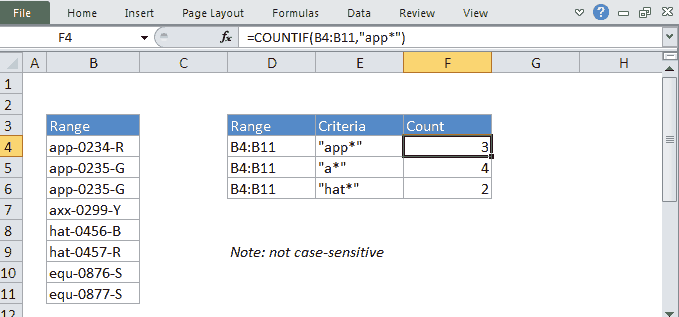 File Home Insert Page Layout Formulas Data Review View
F4 fx =COUNTIF(B4:B11,"app*")
A B C D E F G H
1
2
3 Range Range Criteria Count
4 app-0234-R B4:B11 "app*" 3
5 app-0235-G B4:B11 "a*" 4
6 app-0235-G B4:B11 "hat*" 2
7 axx-0299-Y
8 hat-0456-B
9 hat-0457-R Note: not case-sensitive
10 equ-0876-S
11 equ-0877-S
12